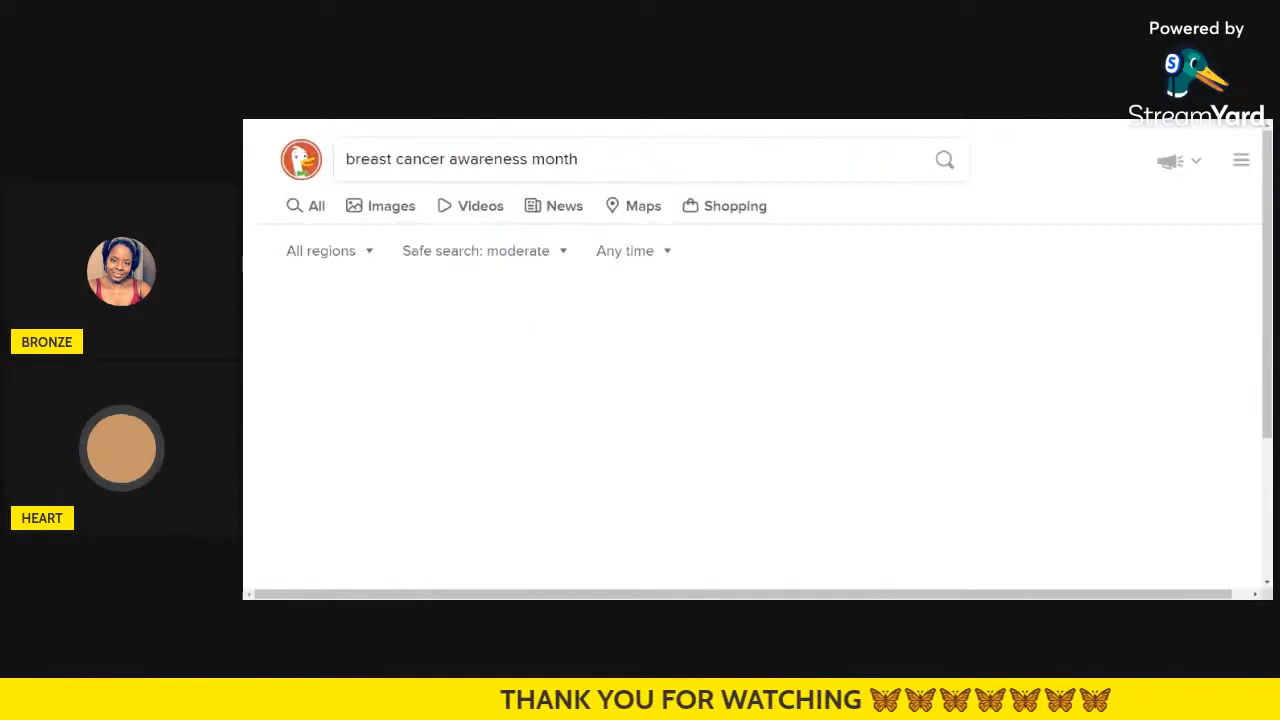 Powered by
S
StreamYard
breast cancer awareness month
All Images Videos News Maps Shopping
All regions Safe search: moderate Any time
BRONZE
HEART
THANK YOU FOR WATCHING 🦋🦋🦋🦋🦋🦋🦋